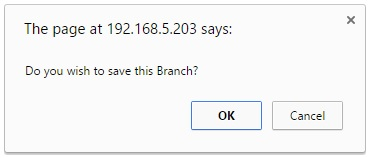 The page at 192.168.5.203 says:
Do you wish to save this Branch?
OK
Cancel